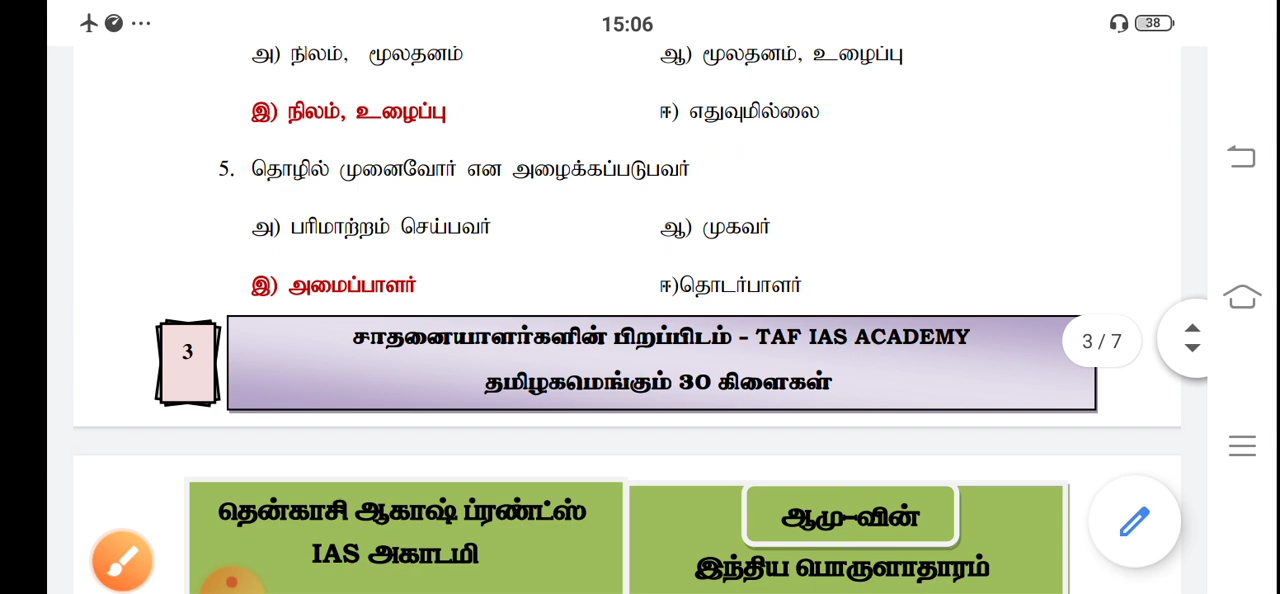 15:06
38
அ) நிலம், மூலதனம் ஆ) மூலதனம், உழைப்பு
இ) நிலம், உழைப்பு ஈ) எதுவுமில்லை
5. தொழில் முனைவோர் என அழைக்கப்படுபவர்
அ) பரிமாற்றம் செய்பவர் ஆ) முகவர்
இ) அமைப்பாளர் ஈ)தொடர்பாளர்
3
சாதனையாளர்களின் பிறப்பிடம் - TAF IAS ACADEMY
தமிழகமெங்கும் 30 கிளைகள்
3 / 7
தென்காசி ஆகாஷ் ப்ரண்ட்ஸ்
IAS அகாடமி
ஆமு-வின்
இந்திய பொருளாதாரம்